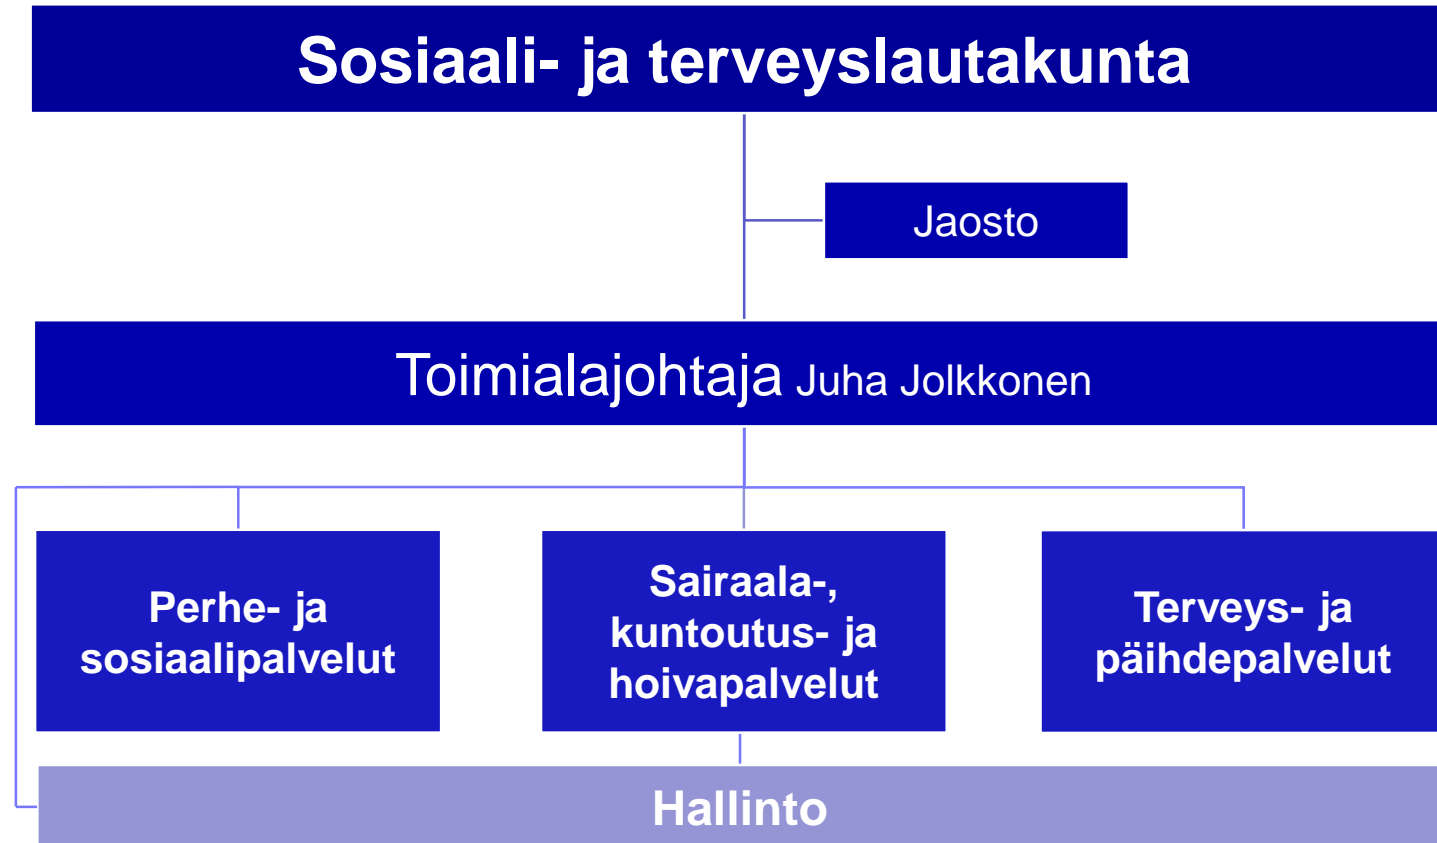 Sosiaali- ja terveyslautakunta
Jaosto
Toimialajohtaja Juha Jolkkonen
Perhe- ja
sosiaalipalvelut
Sairaala-,
kuntoutus- ja
hoivapalvelut
Terveys- ja
päihdepalvelut
Hallinto